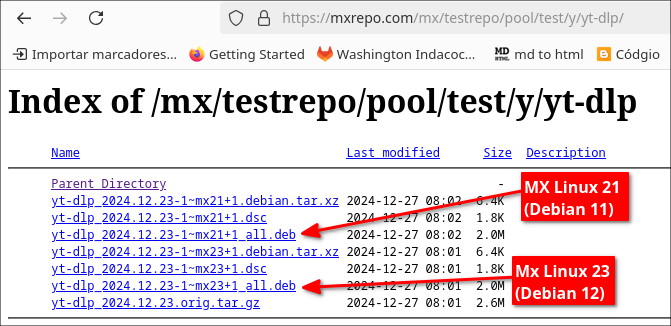 https://mxrepo.com/mx/testrepo/pool/test/y/yt-dlp/
Importar marcadores... Getting Started Washington Indacoc... MD HTML md to html Códgio
Index of /mx/testrepo/pool/test/y/yt-dlp
Name Last modified Size Description
Parent Directory -
yt-dlp_2024.12.23-1~mx21+1.debian.tar.xz 2024-12-27 08:02 6.4K
yt-dlp_2024.12.23-1~mx21+1.dsc 2024-12-27 08:02 1.8K
yt-dlp_2024.12.23-1~mx21+1_all.deb 2024-12-27 08:02 2.0M
yt-dlp_2024.12.23-1~mx23+1.debian.tar.xz 2024-12-27 08:01 6.4K
yt-dlp_2024.12.23-1~mx23+1.dsc 2024-12-27 08:01 1.8K
yt-dlp_2024.12.23-1~mx23+1_all.deb 2024-12-27 08:01 2.0M
yt-dlp_2024.12.23.orig.tar.gz 2024-12-27 08:01 2.6M
MX Linux 21
(Debian 11)
Mx Linux 23
(Debian 12)